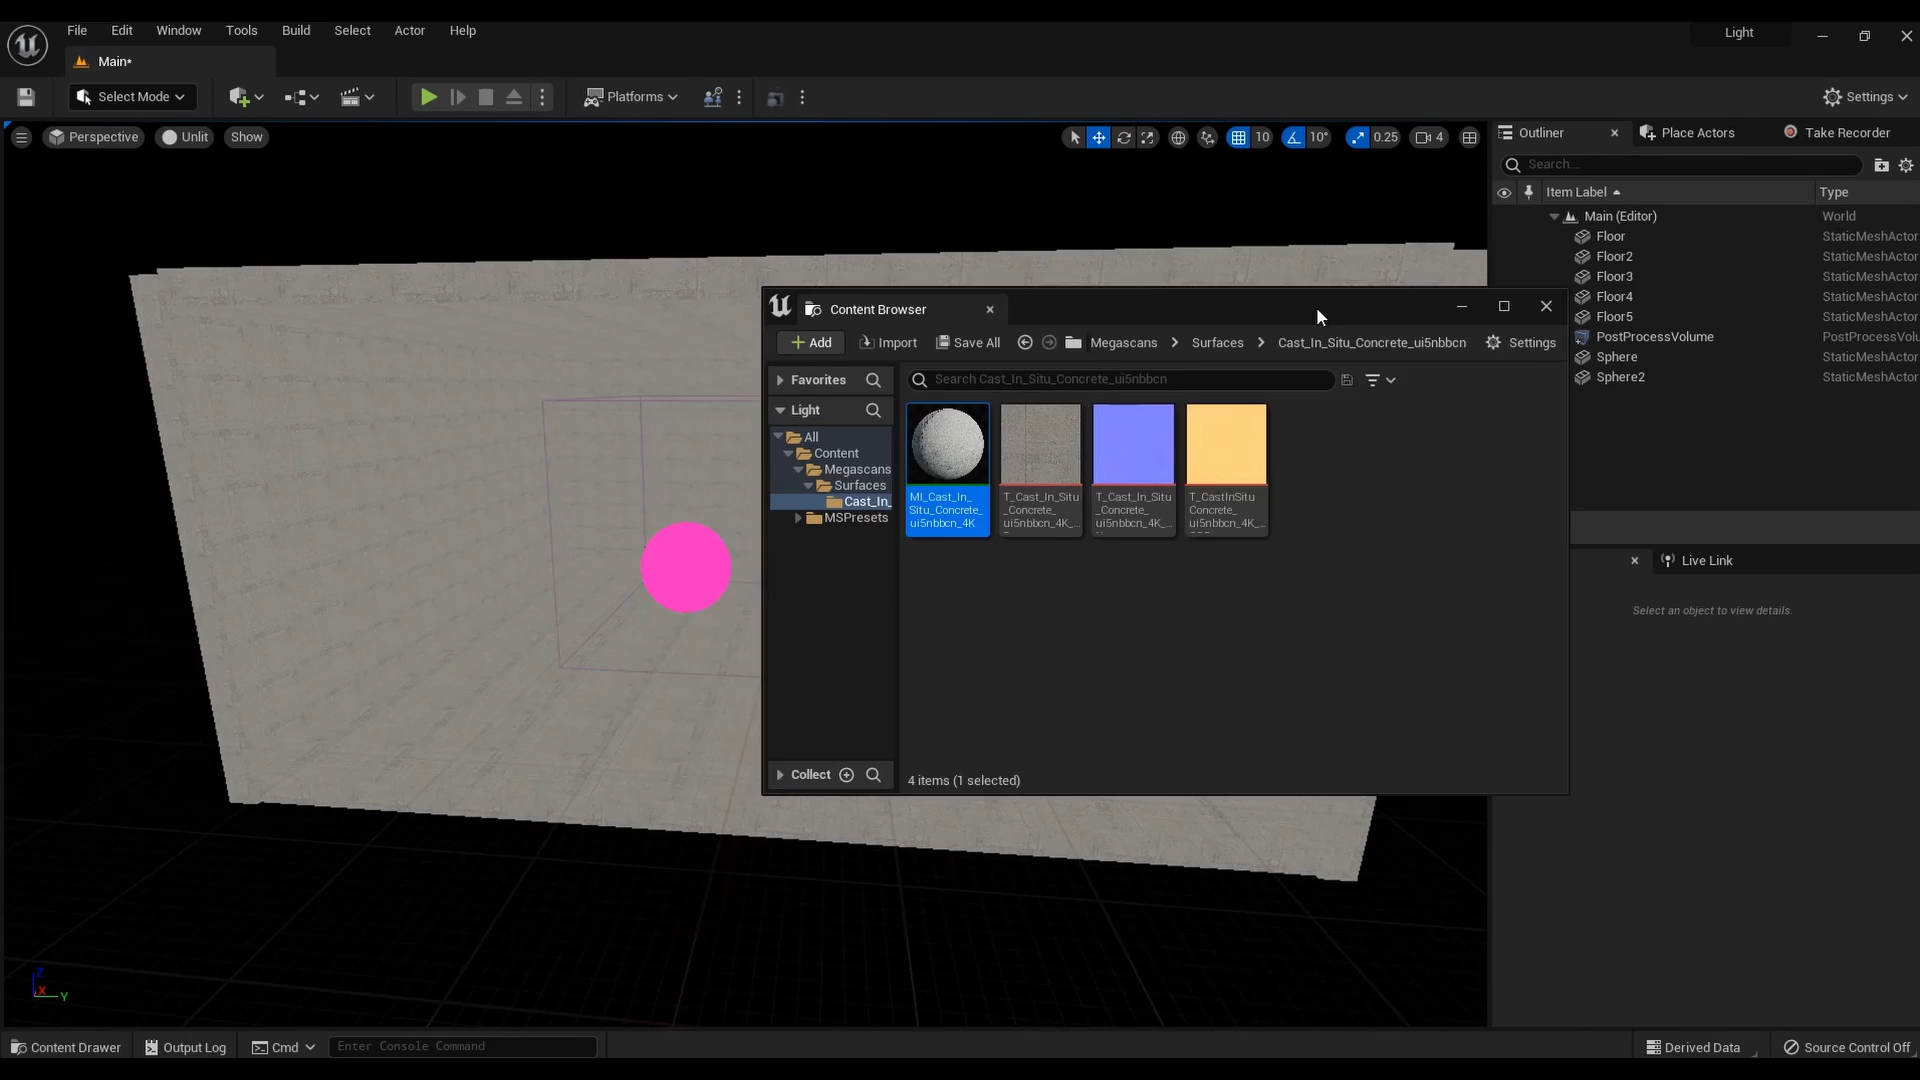 File Edit Window Tools Build Select Actor Help
Light
Main*
Select Mode
Platforms
Settings
Perspective Unlit Show
10 10° 0.25 4
Outliner Place Actors Take Recorder
Search...
Item Label Type
Main (Editor) World
Floor StaticMeshActor
Floor2 StaticMeshActor
Floor3 StaticMeshActor
Floor4 StaticMeshActor
Floor5 StaticMeshActor
PostProcessVolume PostProcessVolu
Sphere StaticMeshActor
Sphere2 StaticMeshActor
Content Browser
Add Import Save All Megascans Surfaces Cast_In_Situ_Concrete_ui5nbbcn Settings
Favorites
Search Cast_In_Situ_Concrete_ui5nbbcn
Light
All
Content
Megascans
Surfaces
Cast_In_
MSPresets
MI_Cast_In_
Situ_Concrete_
ui5nbbcn_4K
T_Cast_In_Situ
_Concrete_
ui5nbbcn_4K_...
T_Cast_In_Situ
_Concrete_
ui5nbbcn_4K_...
T_CastInSitu
Concrete_
ui5nbbcn_4K_...
Collect
4 items (1 selected)
Live Link
Select an object to view details.
Z
X
Y
Content Drawer Output Log Cmd Enter Console Command
Derived Data Source Control Off